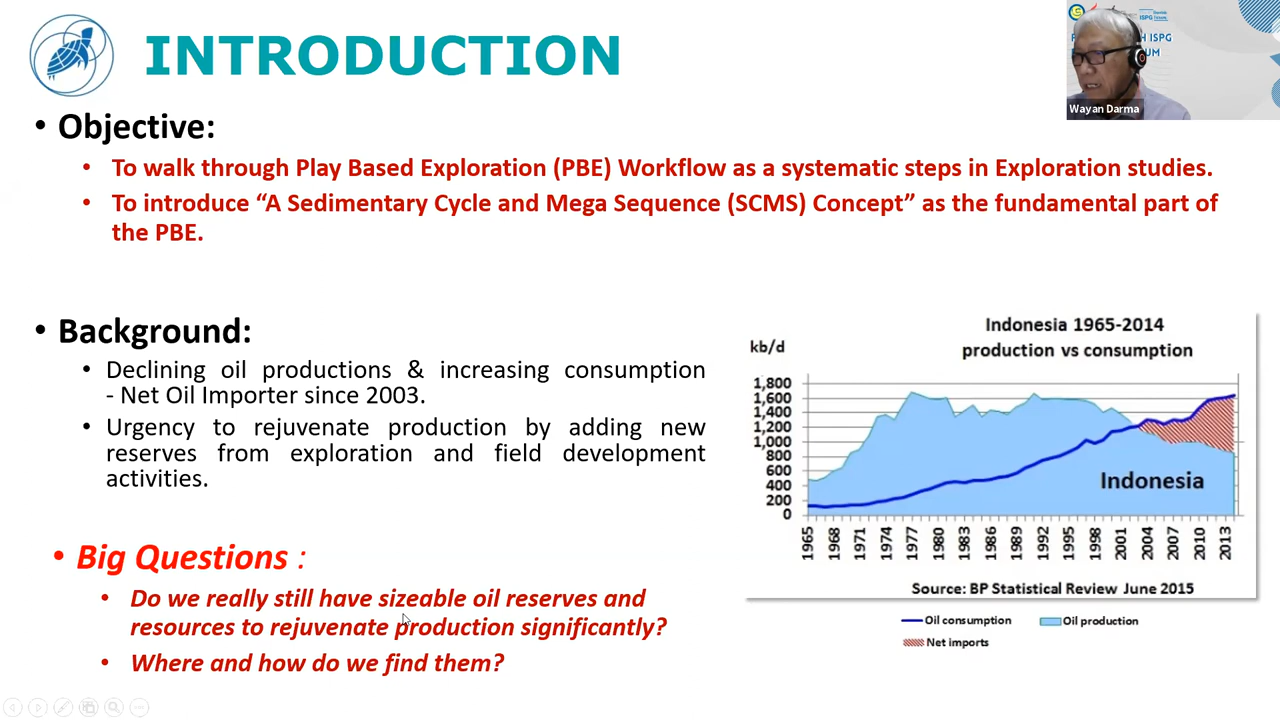 INTRODUCTION
ISPG
H ISPG
UM
Wayan Darma
• Objective:
• To walk through Play Based Exploration (PBE) Workflow as a systematic steps in Exploration studies.
• To introduce “A Sedimentary Cycle and Mega Sequence (SCMS) Concept” as the fundamental part of
the PBE.
• Background:
• Declining oil productions & increasing consumption
- Net Oil Importer since 2003.
• Urgency to rejuvenate production by adding new
reserves from exploration and field development
activities.
• Big Questions :
• Do we really still have sizeable oil reserves and
resources to rejuvenate production significantly?
• Where and how do we find them?
Indonesia 1965-2014
production vs consumption
kb/d
1,800
1,600
1,400
1,200
1,000
800
600
400
200
0
Indonesia
1965 1968 1971 1974 1977 1980 1983 1986 1989 1992 1995 1998 2001 2004 2007 2010 2013
Source: BP Statistical Review June 2015
Oil consumption Oil production
Net imports